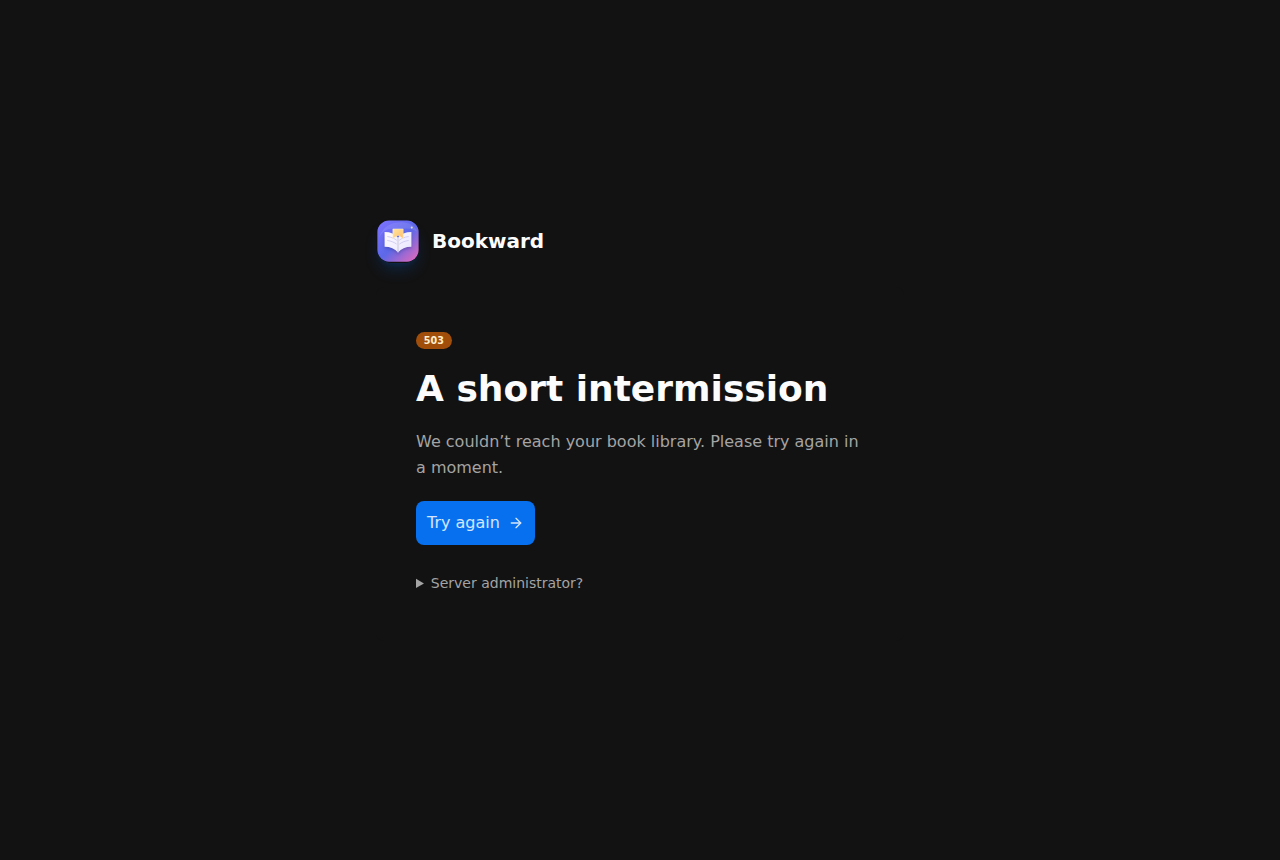 Bookward
503
A short intermission
We couldn’t reach your book library. Please try again in
a moment.
Try again →
▶ Server administrator?